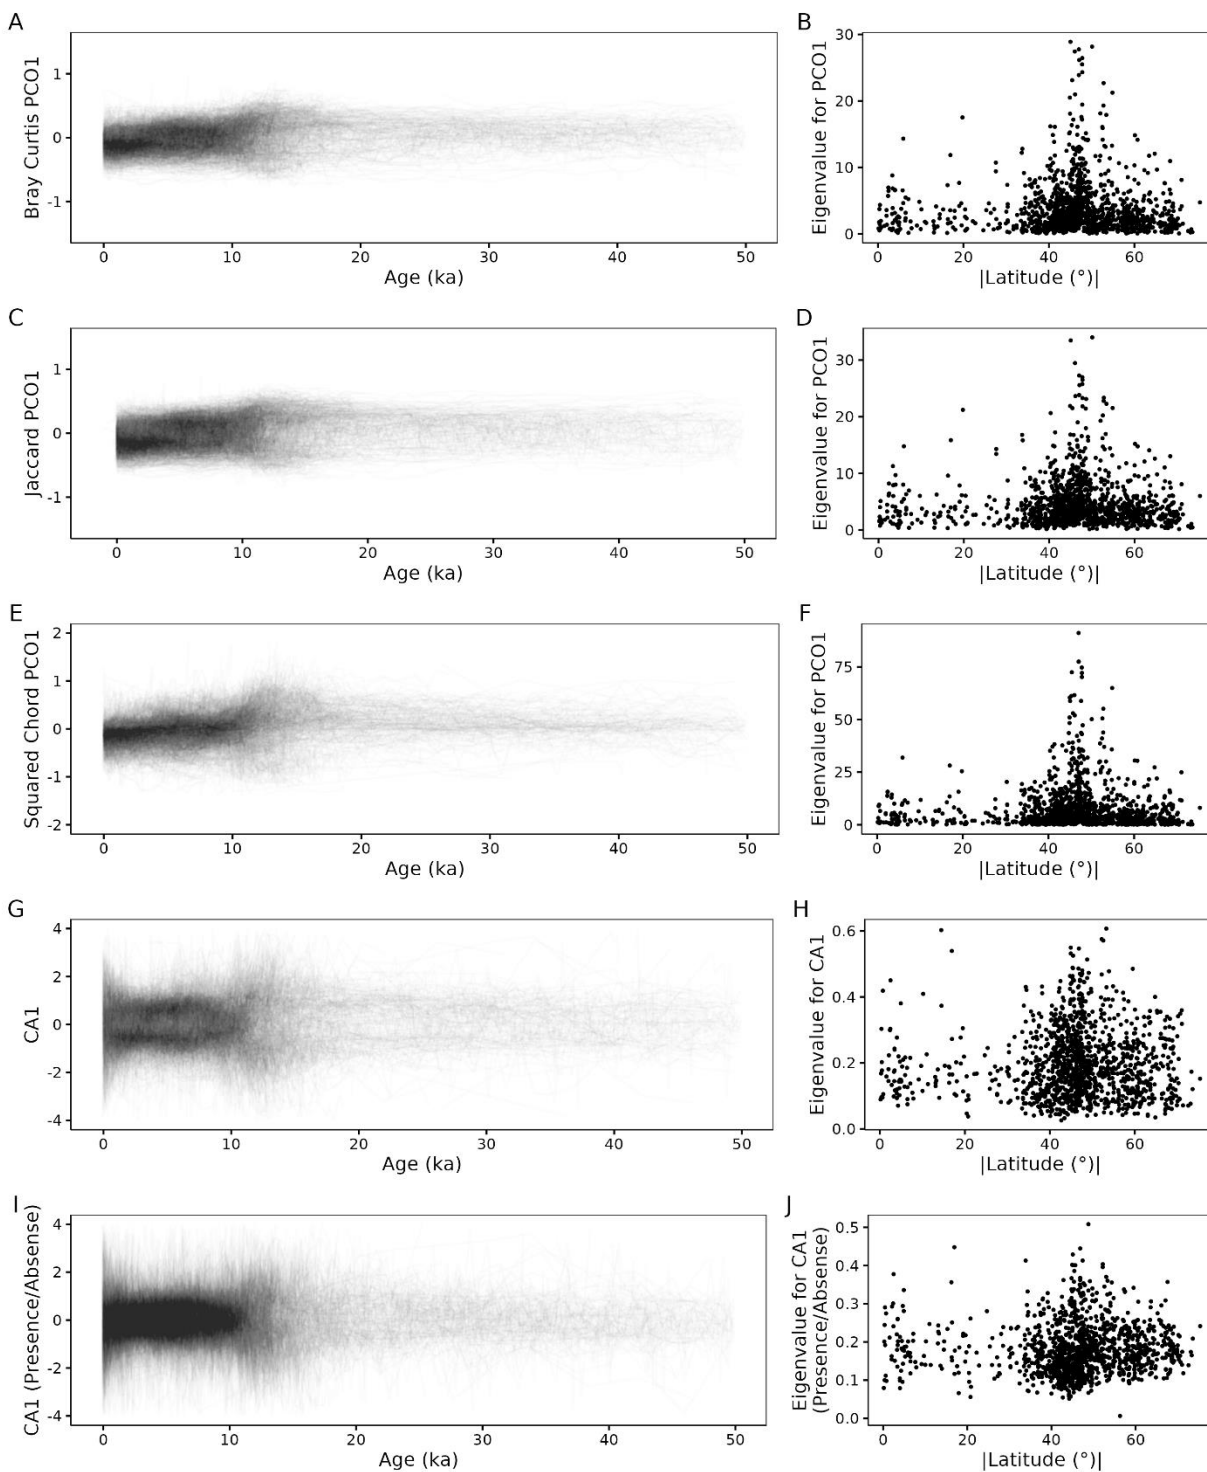 A
B
Bray Curtis PCO1
1
0
-1
0 10 20 30 40 50
Age (ka)
Eigenvalue for PCO1
30
20
10
0
0 20 40 60
|Latitude (°)|
C
D
Jaccard PCO1
1
0
-1
0 10 20 30 40 50
Age (ka)
Eigenvalue for PCO1
30
20
10
0
0 20 40 60
|Latitude (°)|
E
F
Squared Chord PCO1
2
1
0
-1
-2
0 10 20 30 40 50
Age (ka)
Eigenvalue for PCO1
75
50
25
0
0 20 40 60
|Latitude (°)|
G
H
CA1
4
2
0
-2
-4
0 10 20 30 40 50
Age (ka)
Eigenvalue for CA1
0.6
0.4
0.2
0.0
0 20 40 60
|Latitude (°)|
I
J
CA1 (Presence/Absense)
4
2
0
-2
-4
0 10 20 30 40 50
Age (ka)
Eigenvalue for CA1
(Presence/Absense)
0.5
0.4
0.3
0.2
0.1
0.0
0 20 40 60
|Latitude (°)|